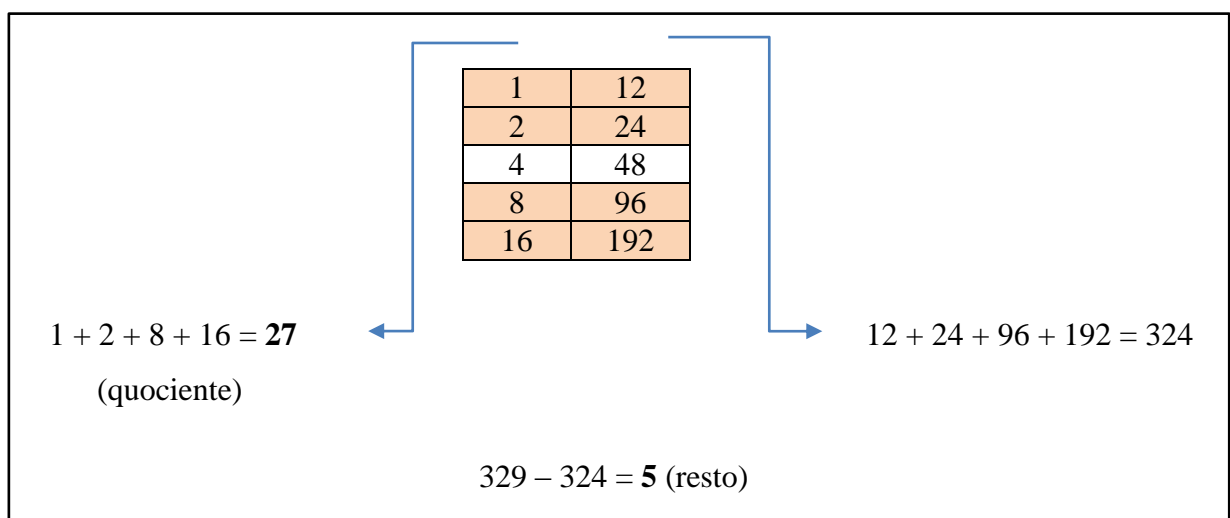 1 12
2 24
4 48
8 96
16 192
1 + 2 + 8 + 16 = 27 12 + 24 + 96 + 192 = 324
(quociente)
329 – 324 = 5 (resto)